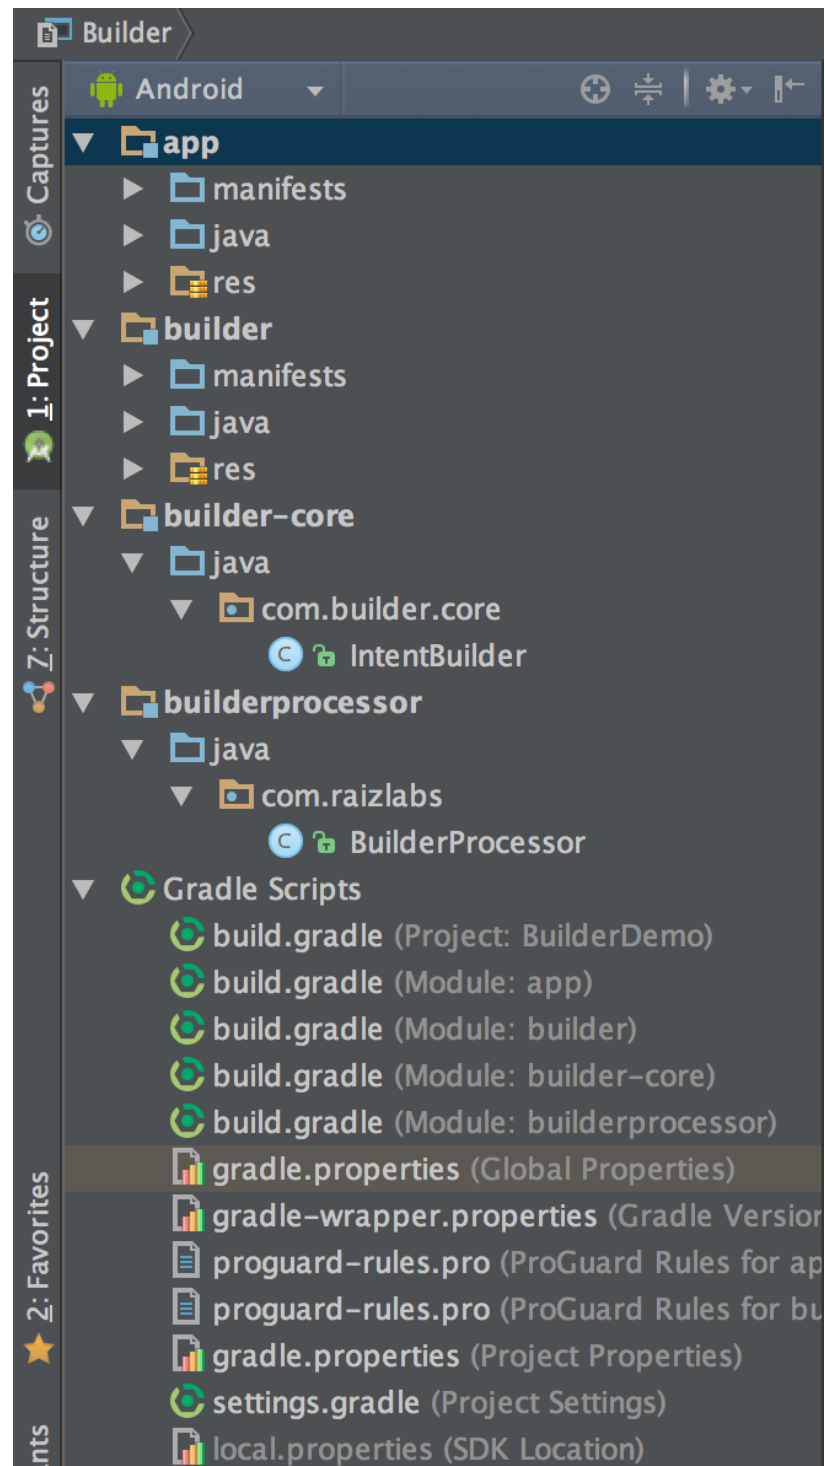 Builder
Android
app
manifests
java
res
builder
manifests
java
res
builder-core
java
com.builder.core
C IntentBuilder
builderprocessor
java
com.raizlabs
C BuilderProcessor
Gradle Scripts
build.gradle (Project: BuilderDemo)
build.gradle (Module: app)
build.gradle (Module: builder)
build.gradle (Module: builder-core)
build.gradle (Module: builderprocessor)
gradle.properties (Global Properties)
gradle-wrapper.properties (Gradle Version
proguard-rules.pro (ProGuard Rules for ap
proguard-rules.pro (ProGuard Rules for bu
gradle.properties (Project Properties)
settings.gradle (Project Settings)
local.properties (SDK Location)
Captures
1: Project
7: Structure
2: Favorites
nts